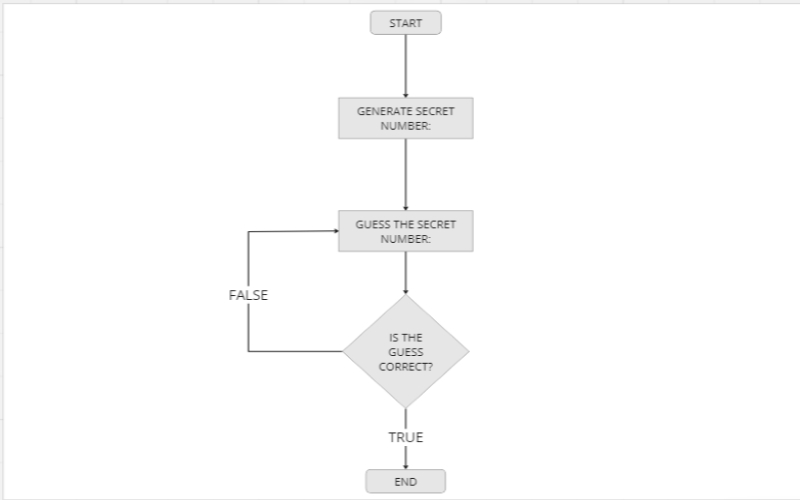 START
GENERATE SECRET
NUMBER:
GUESS THE SECRET
NUMBER:
FALSE
IS THE
GUESS
CORRECT?
TRUE
END